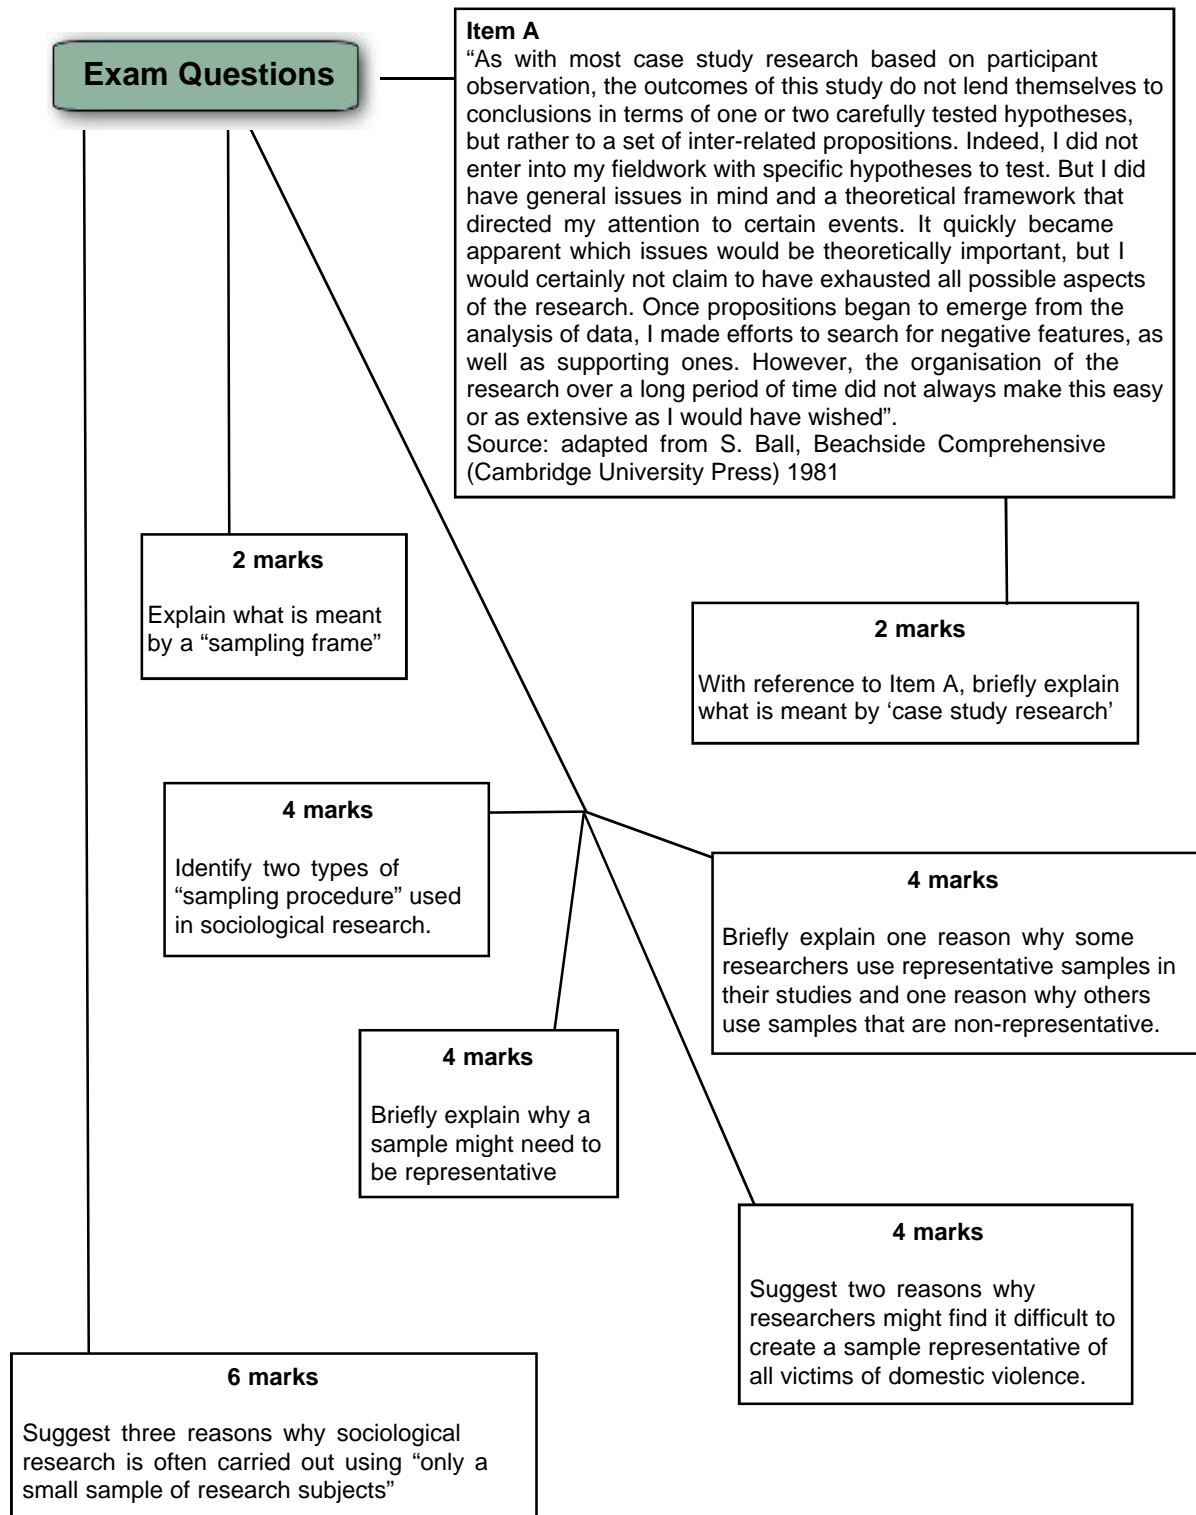 Exam Questions
Item A
“As with most case study research based on participant
observation, the outcomes of this study do not lend themselves to
conclusions in terms of one or two carefully tested hypotheses,
but rather to a set of inter-related propositions. Indeed, I did not
enter into my fieldwork with specific hypotheses to test. But I did
have general issues in mind and a theoretical framework that
directed my attention to certain events. It quickly became
apparent which issues would be theoretically important, but I
would certainly not claim to have exhausted all possible aspects
of the research. Once propositions began to emerge from the
analysis of data, I made efforts to search for negative features, as
well as supporting ones. However, the organisation of the
research over a long period of time did not always make this easy
or as extensive as I would have wished”.
Source: adapted from S. Ball, Beachside Comprehensive
(Cambridge University Press) 1981
2 marks
Explain what is meant
by a “sampling frame”
2 marks
With reference to Item A, briefly explain
what is meant by ‘case study research’
4 marks
Identify two types of
“sampling procedure” used
in sociological research.
4 marks
Briefly explain one reason why some
researchers use representative samples in
their studies and one reason why others
use samples that are non-representative.
4 marks
Briefly explain why a
sample might need to
be representative
4 marks
Suggest two reasons why
researchers might find it difficult to
create a sample representative of
all victims of domestic violence.
6 marks
Suggest three reasons why sociological
research is often carried out using “only a
small sample of research subjects”